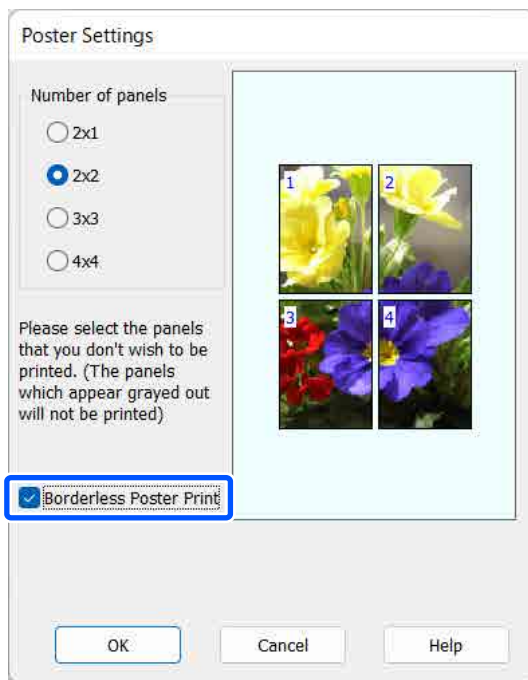 Poster Settings
Number of panels
2x1
2x2
3x3
4x4
1
2
3
4
Please select the panels
that you don't wish to be
printed. (The panels
which appear grayed out
will not be printed)
Borderless Poster Print
OK
Cancel
Help